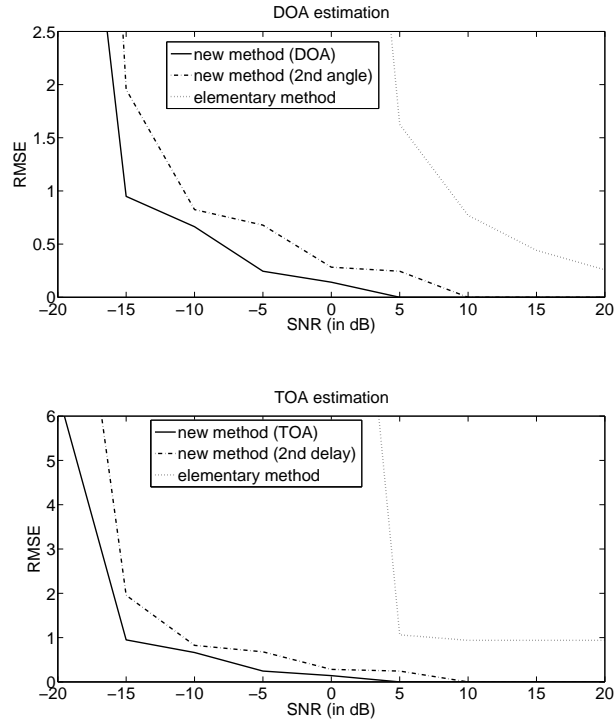 DOA estimation
2.5
2
1.5
1
0.5
0
RMSE
new method (DOA)
new method (2nd angle)
elementary method
−20 −15 −10 −5 0 5 10 15 20
SNR (in dB)
TOA estimation
6
5
4
3
2
1
0
RMSE
new method (TOA)
new method (2nd delay)
elementary method
−20 −15 −10 −5 0 5 10 15 20
SNR (in dB)